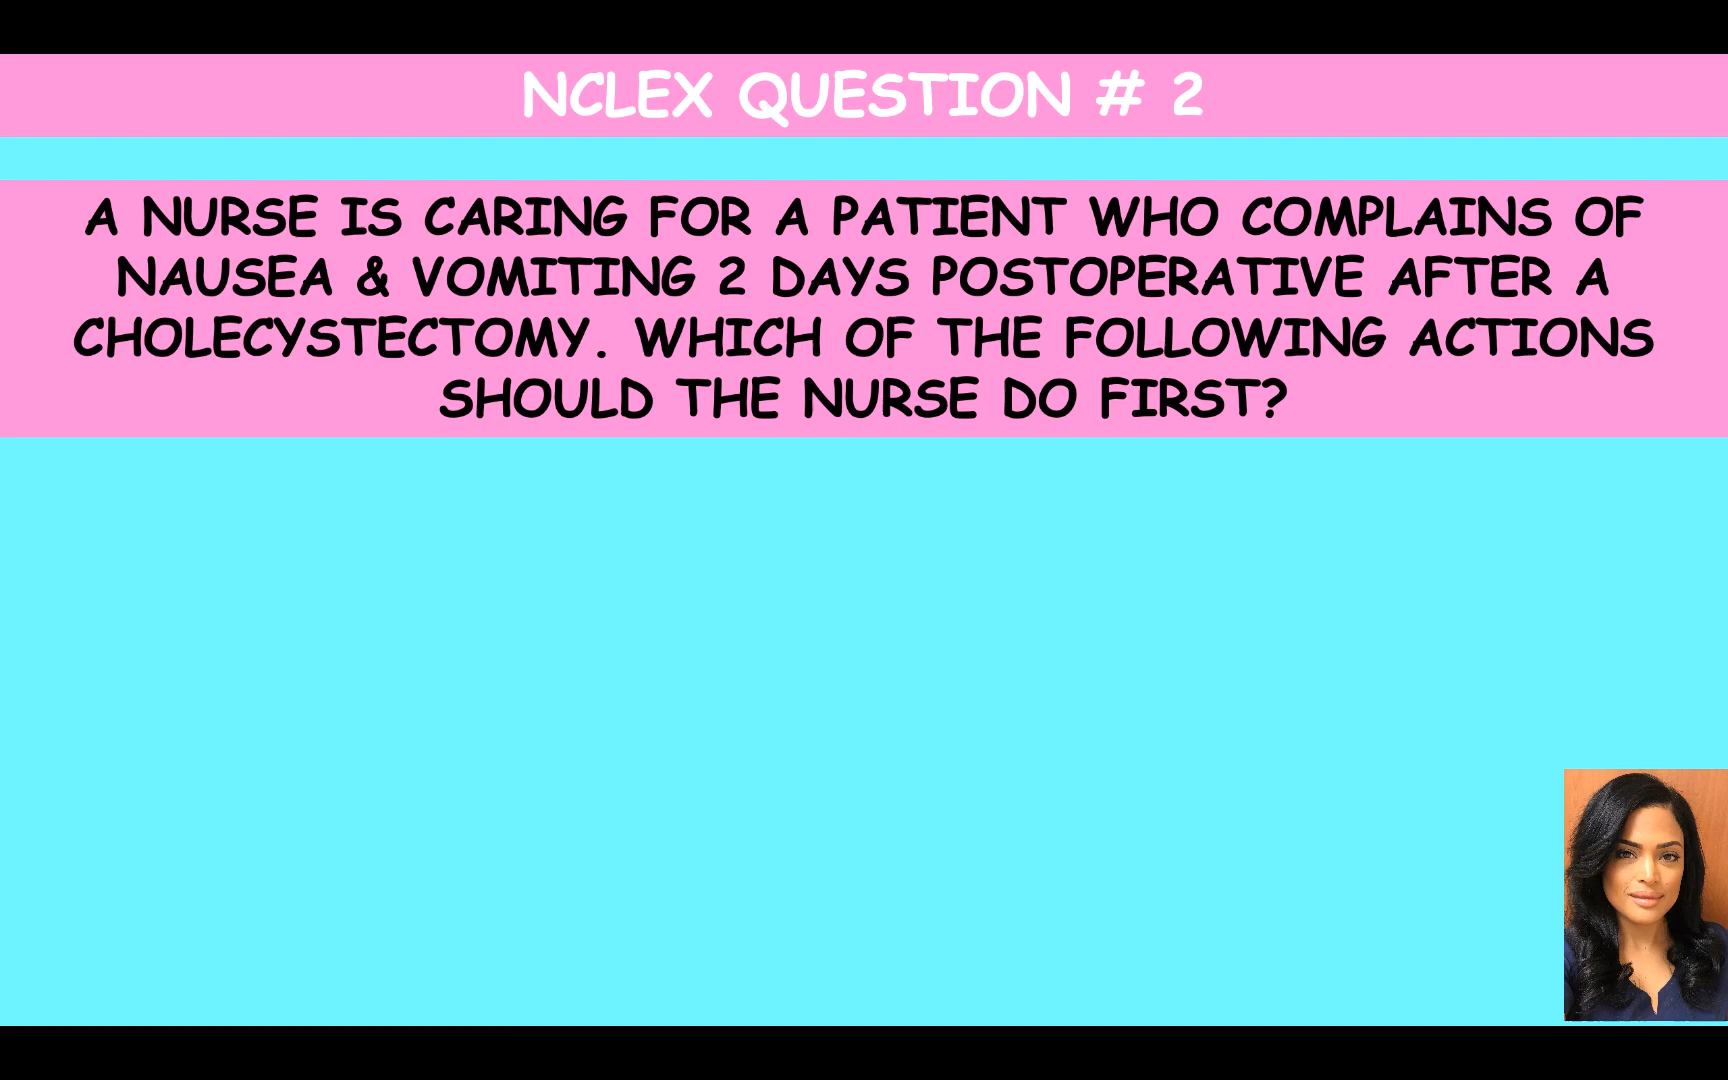 NCLEX QUESTION # 2
A NURSE IS CARING FOR A PATIENT WHO COMPLAINS OF
NAUSEA & VOMITING 2 DAYS POSTOPERATIVE AFTER A
CHOLECYSTECTOMY. WHICH OF THE FOLLOWING ACTIONS
SHOULD THE NURSE DO FIRST?